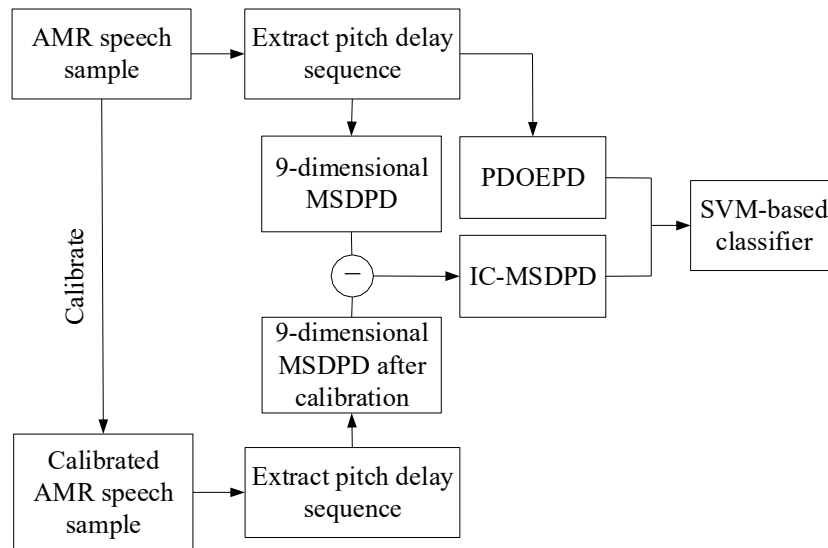 AMR speech
sample
Extract pitch delay
sequence
9-dimensional
MSDPD
PDOEPD
SVM-based
classifier
−
IC-MSDPD
Calibrate
9-dimensional
MSDPD after
calibration
Calibrated
AMR speech
sample
Extract pitch delay
sequence